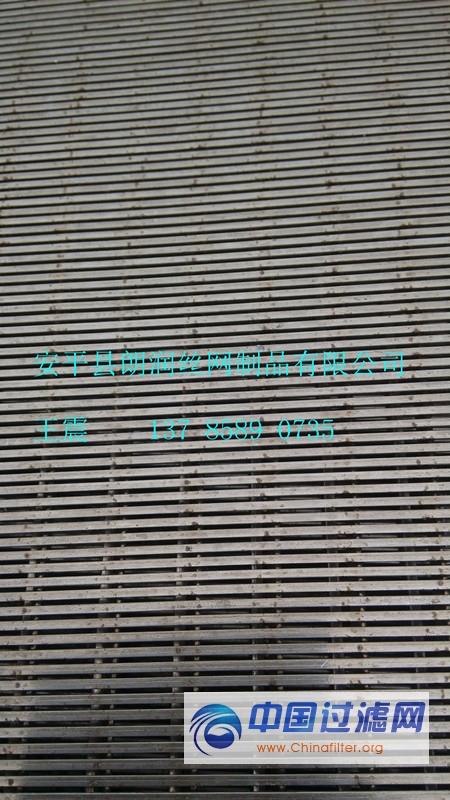 安平县朗润丝网制品有限公司
王震 137 8589 0735
中国过滤网
www.Chinafilter.org